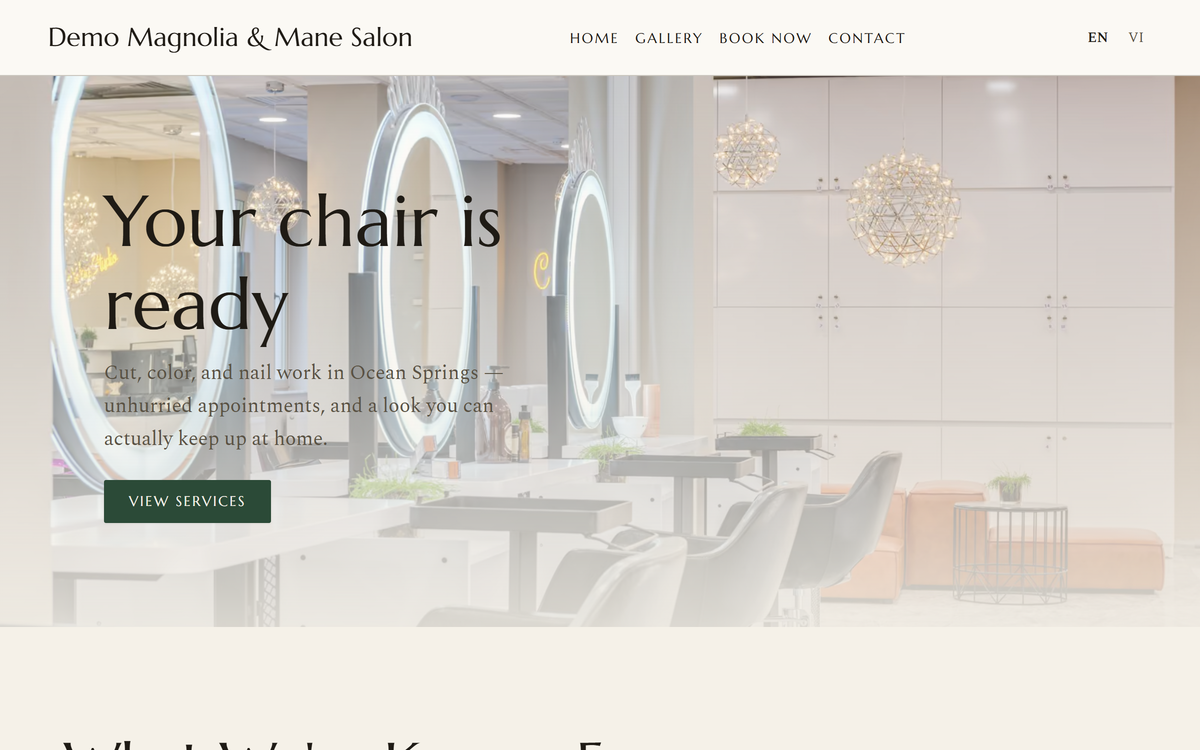 Demo Magnolia & Mane Salon
HOME GALLERY BOOK NOW CONTACT
EN VI
Your chair is
ready
Cut, color, and nail work in Ocean Springs —
unhurried appointments, and a look you can
actually keep up at home.
VIEW SERVICES